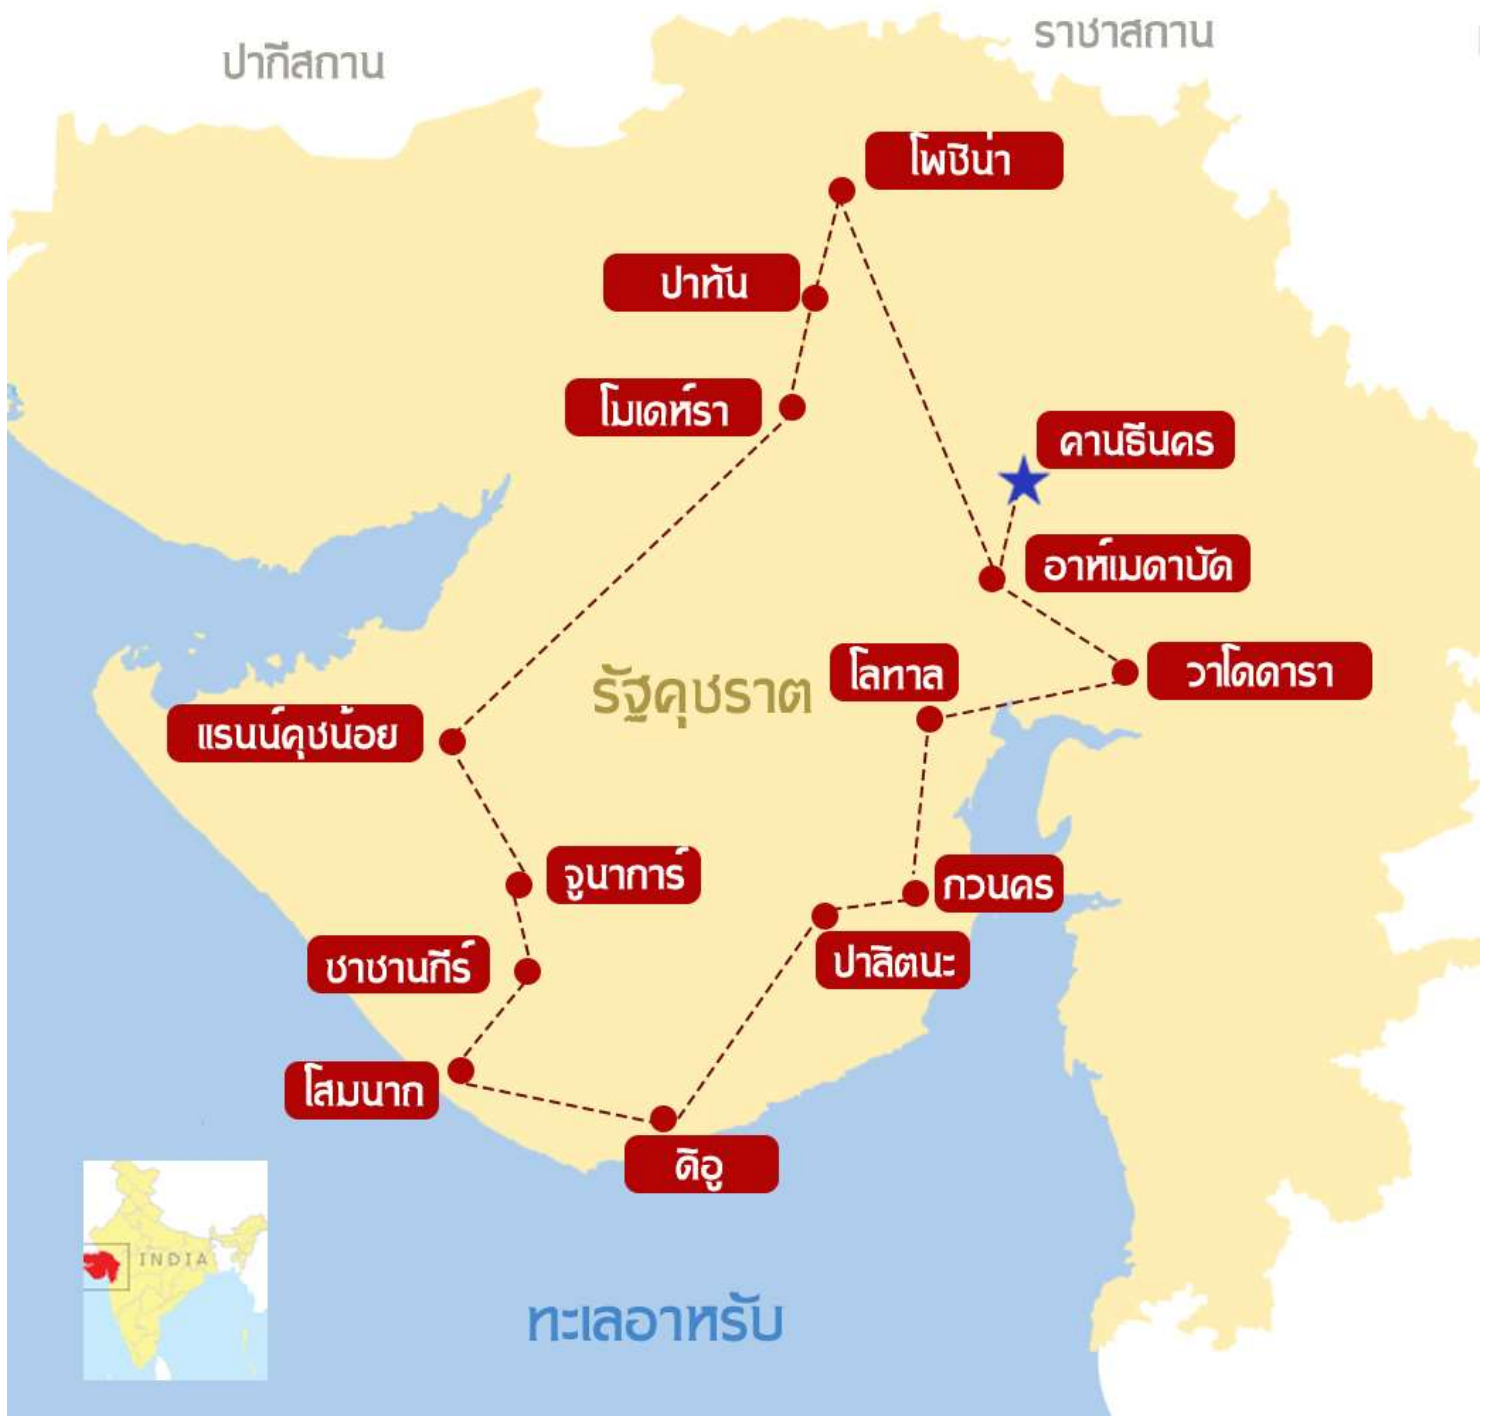 ราชาสถาน
ปากีสถาน
โพชิน่า
ปาทัน
โมเดห์รา
คานธีนคร
อาห์เมดาบัด
โลทาล
วาโดดารา
รัฐคุชราต
แรนน์คุชน้อย
จูนาการ์
ภวนคร
ชาซานกีร์
ปาลิตนะ
โสมนาถ
ดิอู
INDIA
ทะเลอาหรับ